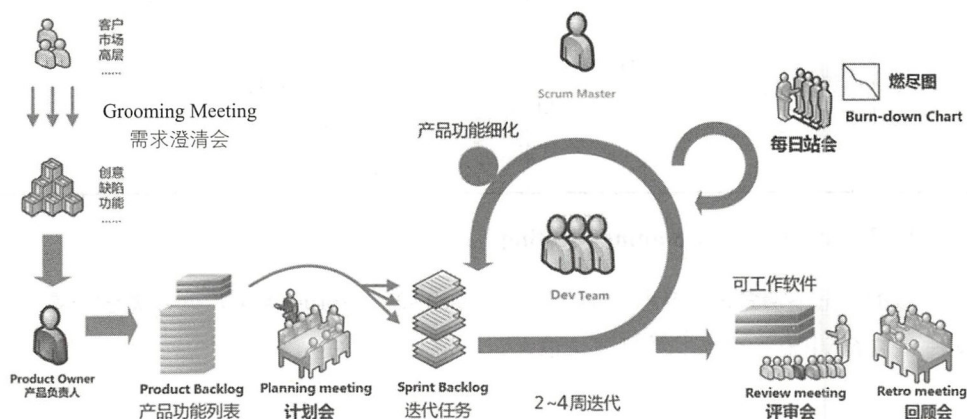 客户
市场
高层
......
Grooming Meeting
需求澄清会
创意
缺陷
功能
......
Product Owner
产品负责人
Product Backlog
产品功能列表
Planning meeting
计划会
Sprint Backlog
迭代任务
产品功能细化
Scrum Master
Dev Team
2~4周迭代
燃尽图
Burn-down Chart
每日站会
可工作软件
Review meeting
评审会
Retro meeting
回顾会